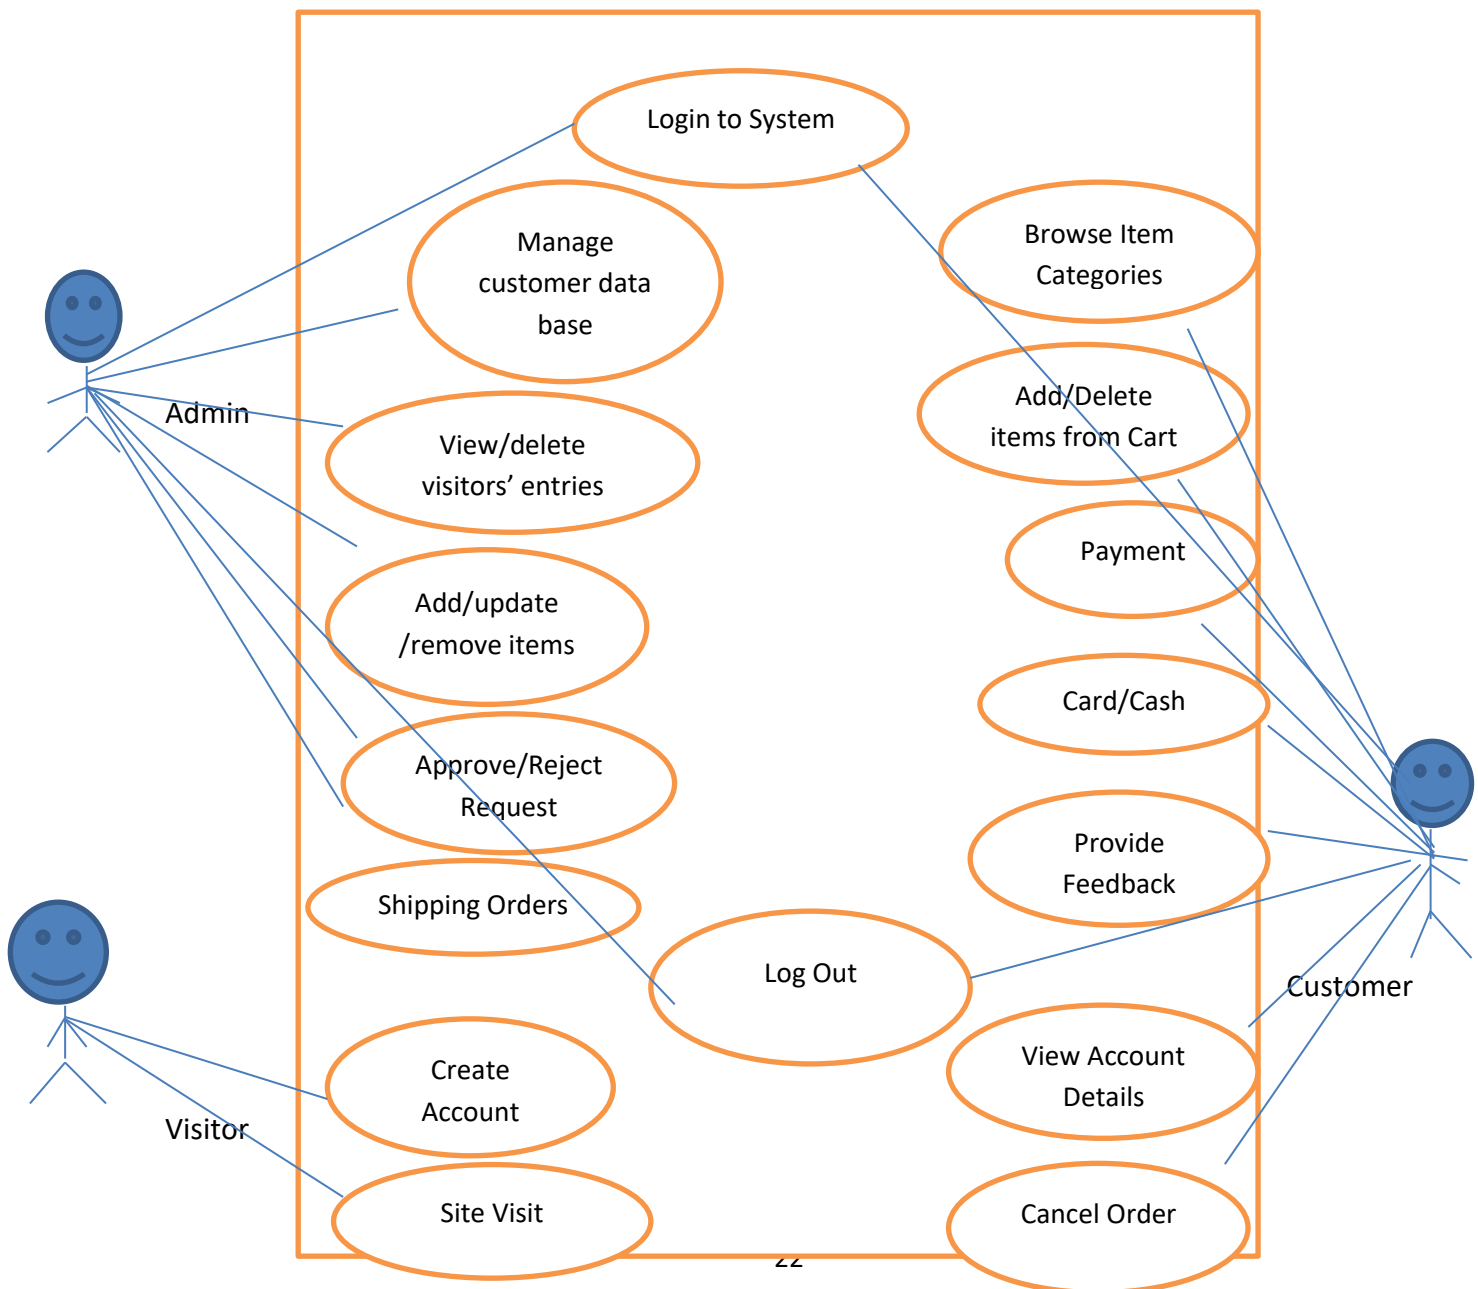 Login to System
Manage
customer data
base
Browse Item
Categories
Admin
Add/Delete
items from Cart
View/delete
visitors’ entries
Payment
Add/update
/remove items
Card/Cash
Approve/Reject
Request
Provide
Feedback
Shipping Orders
Log Out
Customer
Create
Account
View Account
Details
Visitor
Site Visit
Cancel Order
22